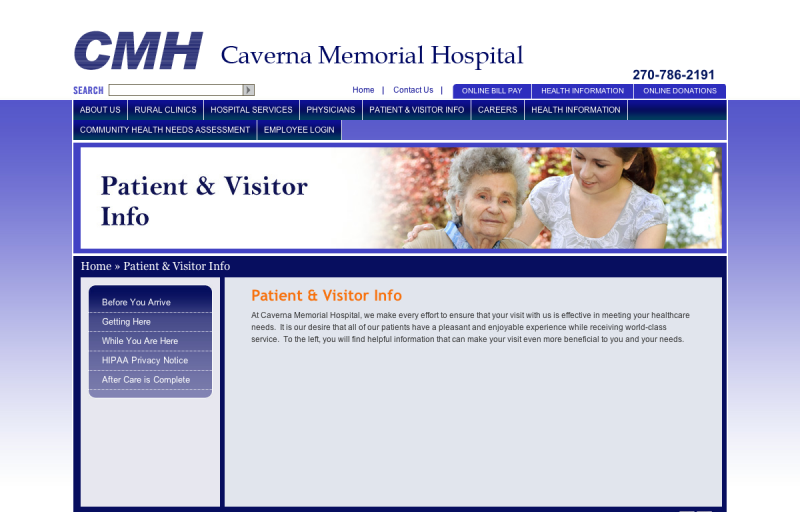 CMH Caverna Memorial Hospital
270-786-2191
SEARCH Home | Contact Us | ONLINE BILL PAY HEALTH INFORMATION ONLINE DONATIONS
ABOUT US RURAL CLINICS HOSPITAL SERVICES PHYSICIANS PATIENT & VISITOR INFO CAREERS HEALTH INFORMATION
COMMUNITY HEALTH NEEDS ASSESSMENT EMPLOYEE LOGIN
Patient & Visitor
Info
Home » Patient & Visitor Info
Before You Arrive
Getting Here
While You Are Here
HIPAA Privacy Notice
After Care is Complete
Patient & Visitor Info
At Caverna Memorial Hospital, we make every effort to ensure that your visit with us is effective in meeting your healthcare
needs. It is our desire that all of our patients have a pleasant and enjoyable experience while receiving world-class
service. To the left, you will find helpful information that can make your visit even more beneficial to you and your needs.